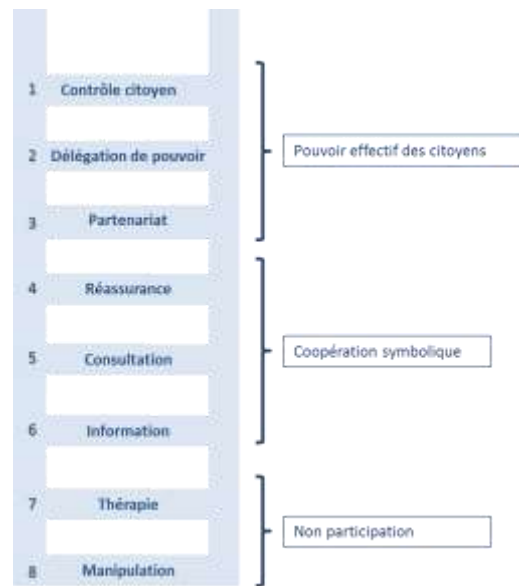 1 Contrôle citoyen
2 Délégation de pouvoir
3 Partenariat
Pouvoir effectif des citoyens
4 Réassurance
5 Consultation
6 Information
Coopération symbolique
7 Thérapie
8 Manipulation
Non participation